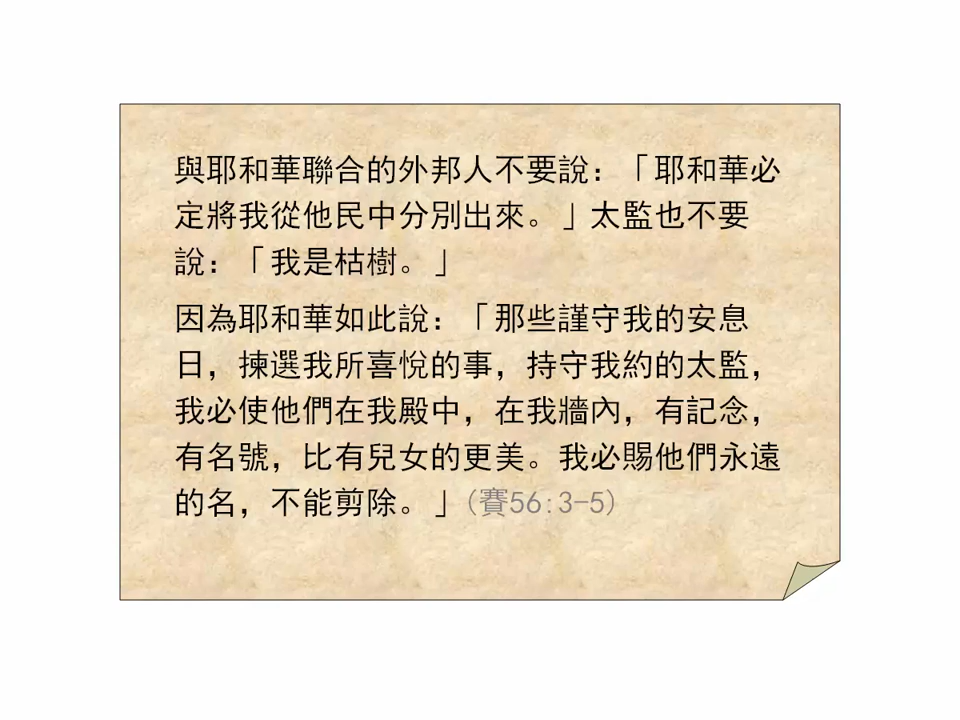 與耶和華聯合的外邦人不要說：「耶和華必
定將我從他民中分別出來。」太監也不要
說：「我是枯樹。」
因為耶和華如此說：「那些謹守我的安息
日，揀選我所喜悅的事，持守我約的太監，
我必使他們在我殿中，在我牆內，有記念，
有名號，比有兒女的更美。我必賜他們永遠
的名，不能剪除。」(賽56:3-5)